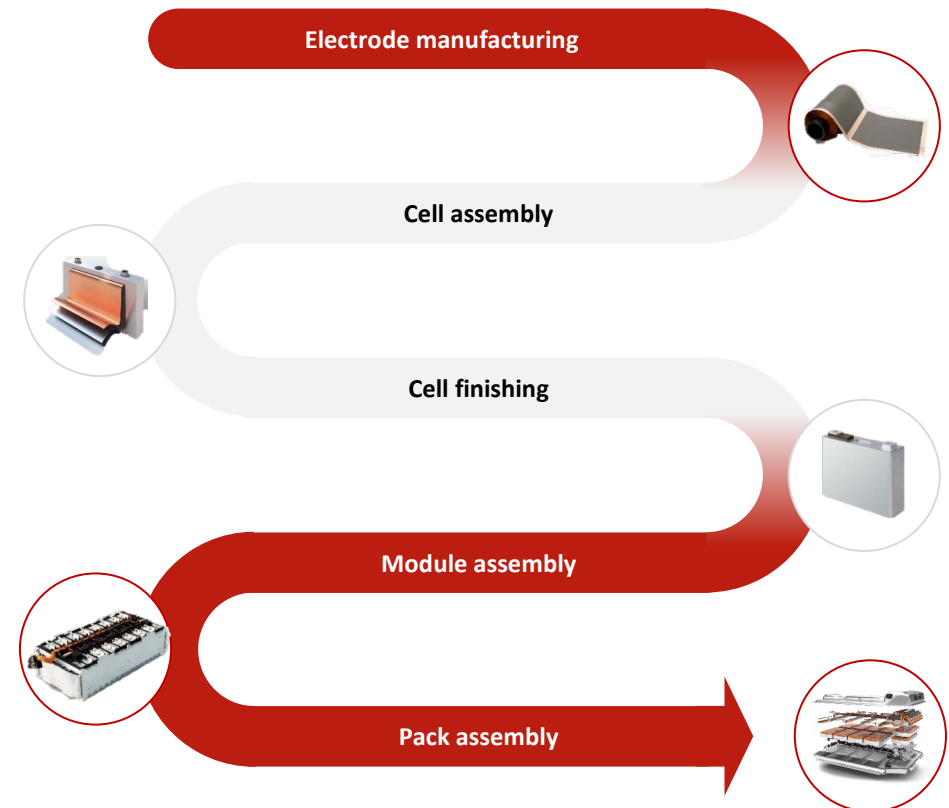 Electrode manufacturing
Cell assembly
Cell finishing
Module assembly
Pack assembly